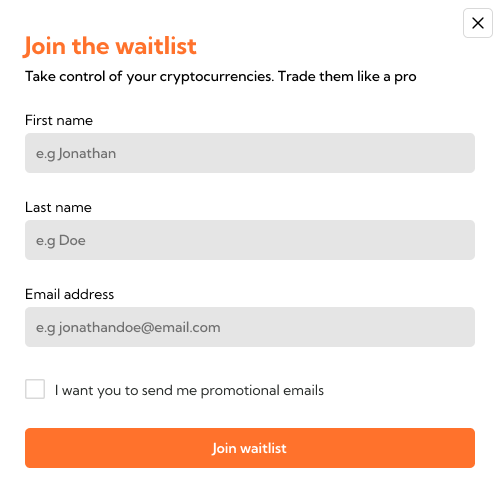 Join the waitlist
Take control of your cryptocurrencies. Trade them like a pro
First name
e.g Jonathan
Last name
e.g Doe
Email address
e.g jonathandoe@email.com
I want you to send me promotional emails
Join waitlist